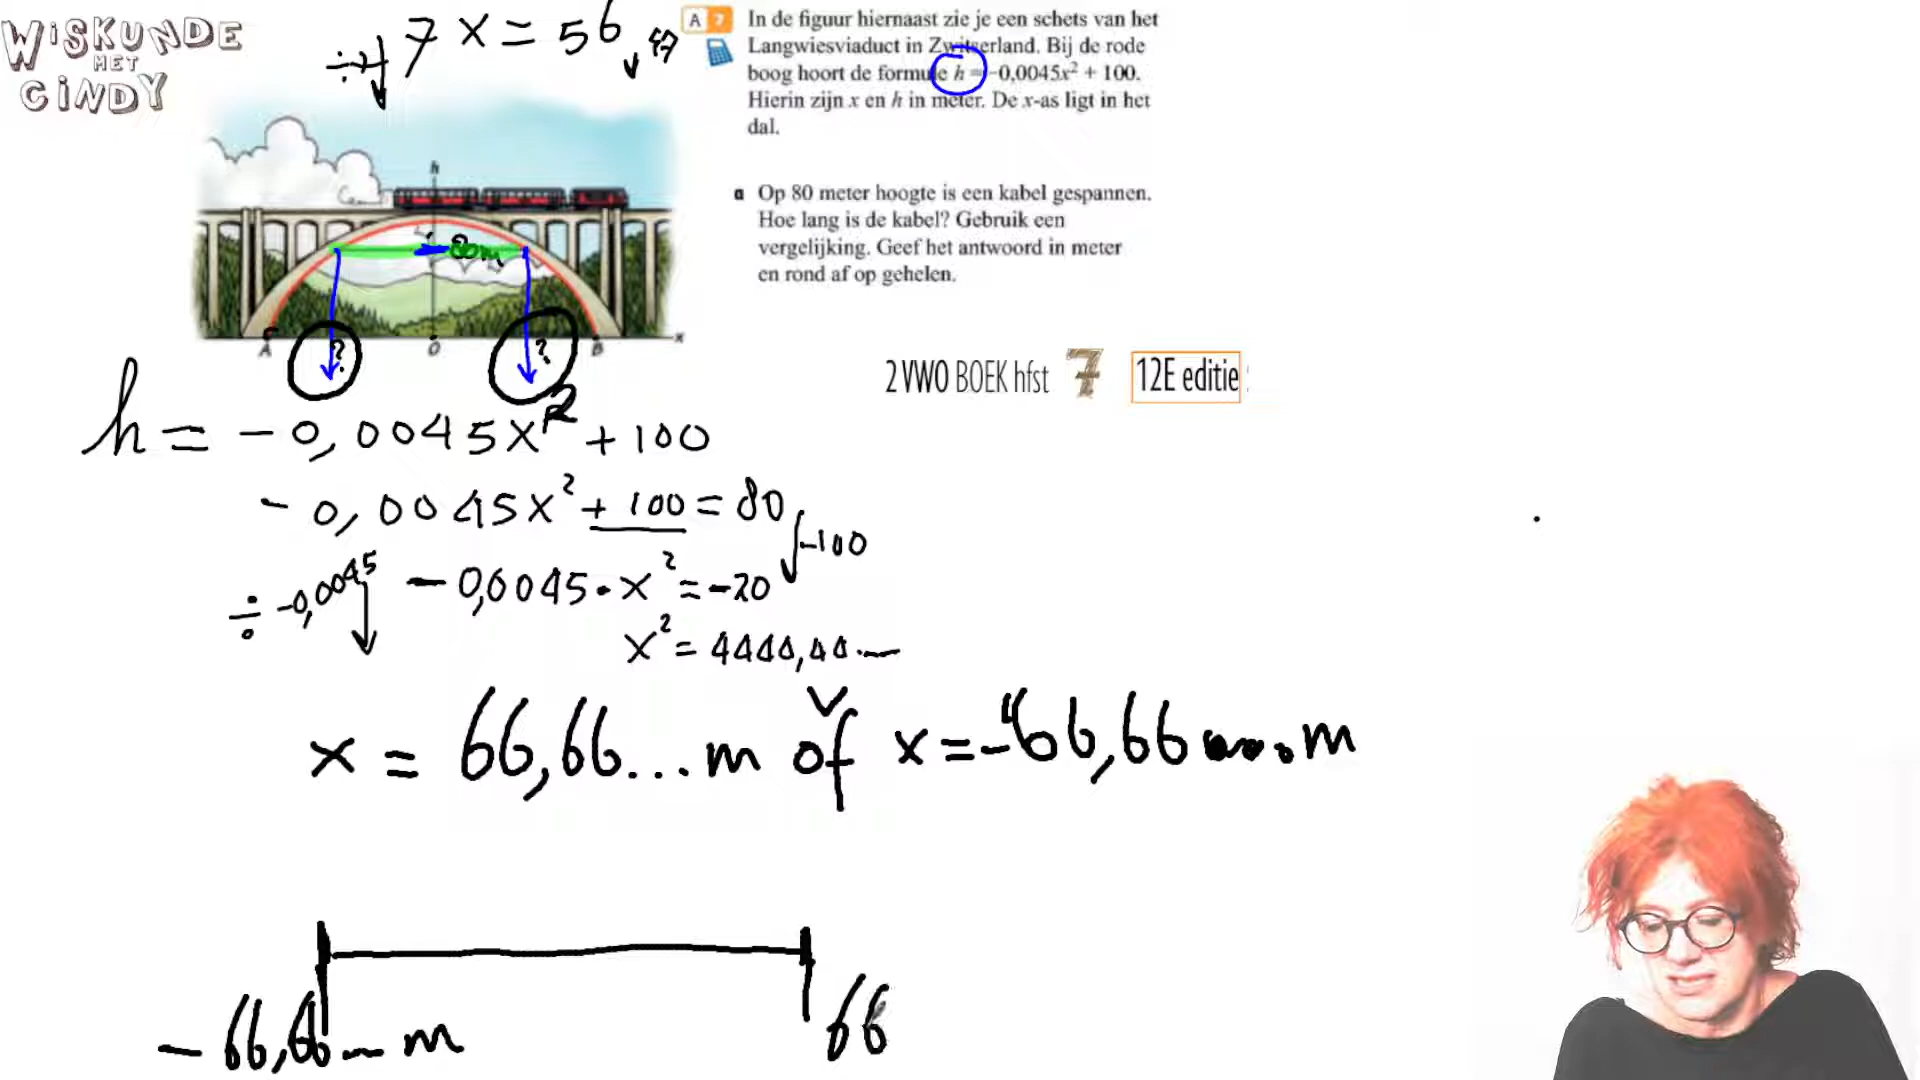 WiSKUNDE
MET
CiNDY
7 x = 56
A 7
In de figuur hiernaast zie je een schets van het
Langwiesviaduct in Zwitserland. Bij de rode
boog hoort de formule h = -0,0045x² + 100.
Hierin zijn x en h in meter. De x-as ligt in het
dal.
a Op 80 meter hoogte is een kabel gespannen.
Hoe lang is de kabel? Gebruik een
vergelijking. Geef het antwoord in meter
en rond af op gehelen.
h
80m
A ? O ? B x
2 VWO BOEK hfst 7 12E editie
h = -0,0045x² + 100
-0,0045x² + 100 = 80
-100
÷ -0,0045
-0,0045 · x² = -20
x² = 4444,44...
x = 66,66...m of x = -66,66....m
V
-66,66...m
66